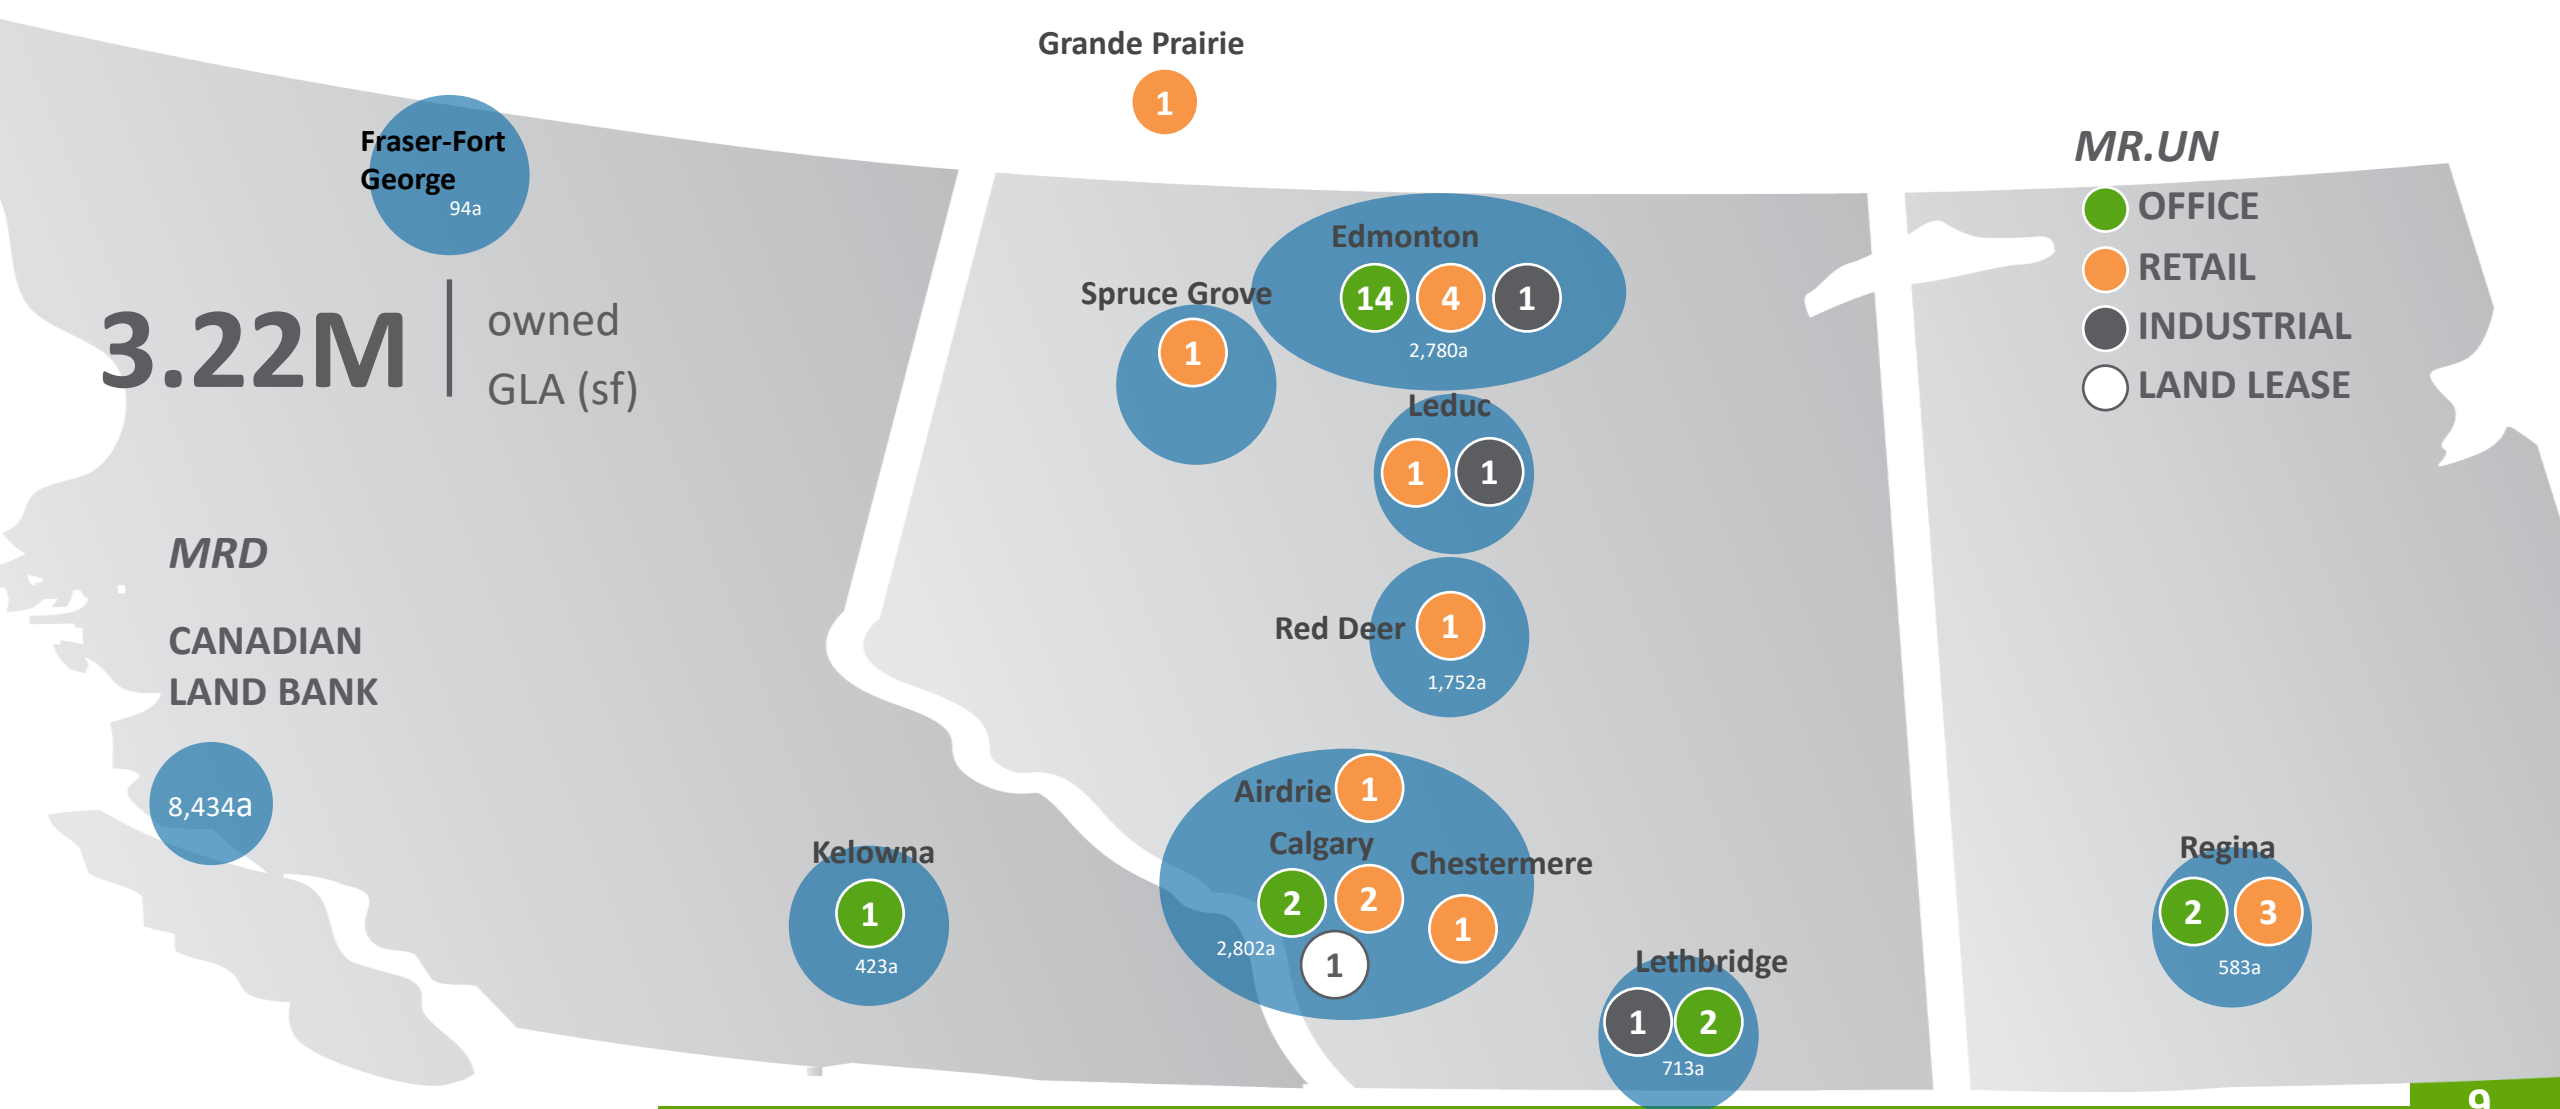 Grande Prairie
1
Fraser-Fort
George
94a
3.22M
owned
GLA (sf)
MR.UN
OFFICE
RETAIL
INDUSTRIAL
LAND LEASE
Edmonton
14 4 1
2,780a
Spruce Grove
1
Leduc
1 1
Red Deer
1
1,752a
MRD
CANADIAN
LAND BANK
8,434a
Kelowna
1
423a
Airdrie
1
Calgary
2 2
2,802a
1
Chestermere
1
Lethbridge
1 2
713a
Regina
2 3
583a
9